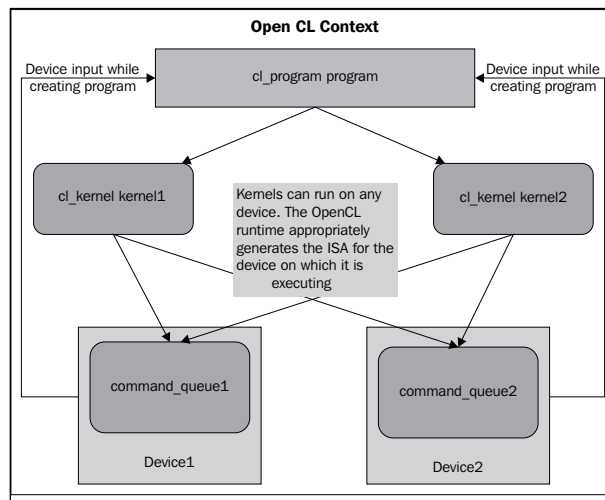 Open CL Context
Device input while
creating program
cl_program program
Device input while
creating program
cl_kernel kernel1
cl_kernel kernel2
Kernels can run on any
device. The OpenCL
runtime appropriately
generates the ISA for the
device on which it is
executing
command_queue1
command_queue2
Device1
Device2